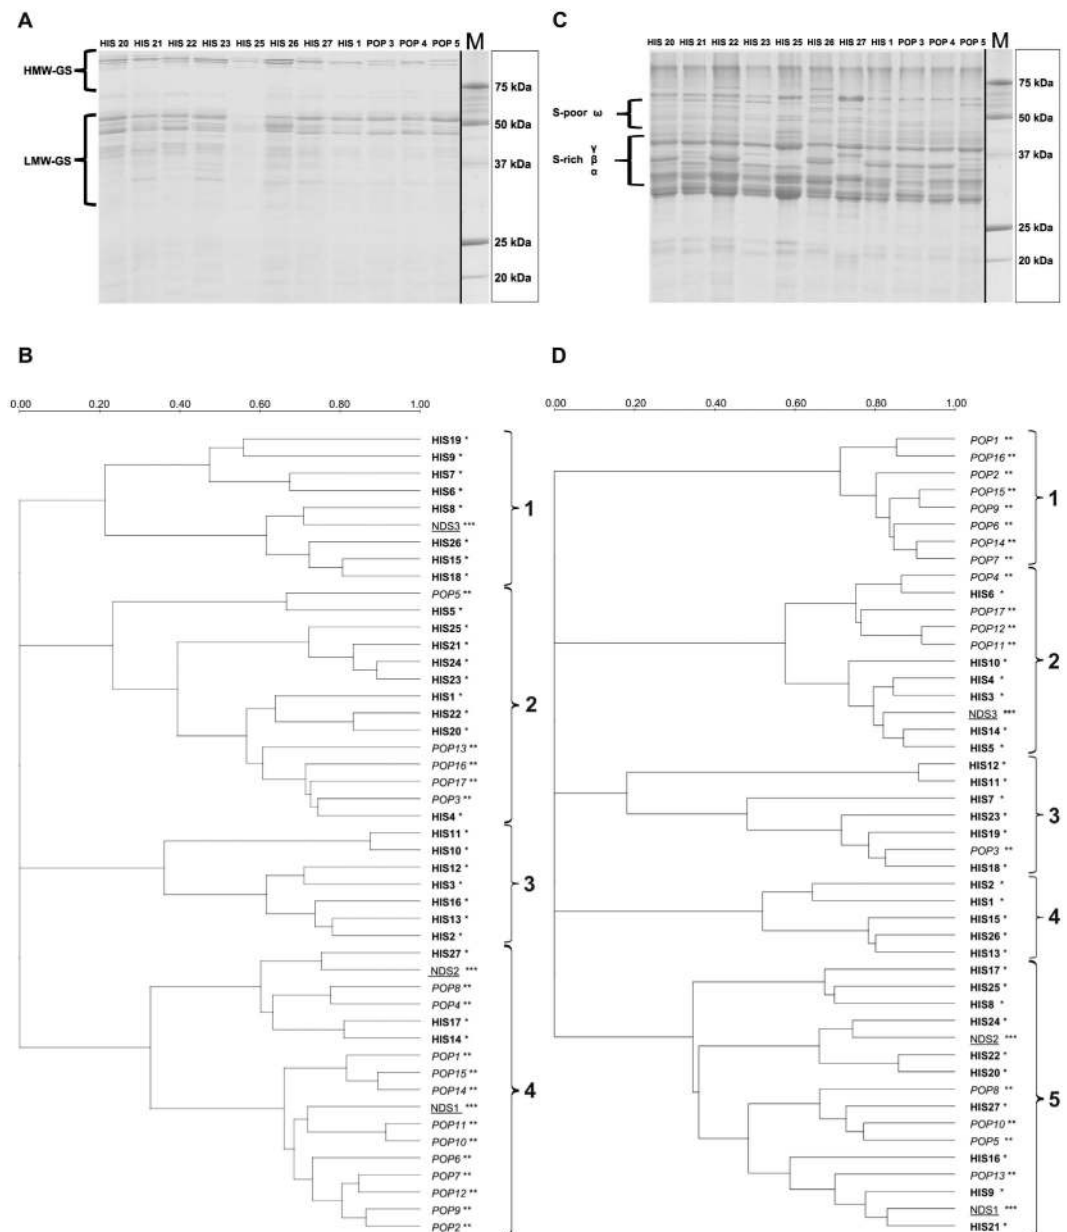 A
HIS 20 HIS 21 HIS 22 HIS 23 HIS 25 HIS 26 HIS 27 HIS 1 POP 3 POP 4 POP 5 M
HMW-GS
LMW-GS
75 kDa
50 kDa
37 kDa
25 kDa
20 kDa
C
HIS 20 HIS 21 HIS 22 HIS 23 HIS 25 HIS 26 HIS 27 HIS 1 POP 3 POP 4 POP 5 M
S-poor ω
S-rich γ
β
α
75 kDa
50 kDa
37 kDa
25 kDa
20 kDa
B
0.00 0.20 0.40 0.60 0.80 1.00
HIS19 *
HIS9 *
HIS7 *
HIS6 *
HIS8 *
NDS3 ***
HIS26 *
HIS15 *
HIS18 *
1
POP5 **
HIS5 *
HIS25 *
HIS21 *
HIS24 *
HIS23 *
HIS1 *
HIS22 *
HIS20 *
POP13 **
POP16 **
POP17 **
POP3 **
HIS4 *
2
HIS11 *
HIS10 *
HIS12 *
HIS3 *
HIS16 *
HIS13 *
HIS2 *
3
HIS27 *
NDS2 ***
POP8 **
POP4 **
HIS17 *
HIS14 *
POP1 **
POP15 **
POP14 **
NDS1 ***
POP11 **
POP10 **
POP6 **
POP7 **
POP12 **
POP9 **
POP2 **
4
D
0.00 0.20 0.40 0.60 0.80 1.00
POP1 **
POP16 **
POP2 **
POP15 **
POP9 **
POP6 **
POP14 **
POP7 **
1
POP4 **
HIS6 *
POP17 **
POP12 **
POP11 **
HIS10 *
HIS4 *
HIS3 *
NDS3 ***
HIS14 *
HIS5 *
2
HIS12 *
HIS11 *
HIS7 *
HIS23 *
HIS19 *
POP3 **
HIS18 *
3
HIS2 *
HIS1 *
HIS15 *
HIS26 *
HIS13 *
4
HIS17 *
HIS25 *
HIS8 *
HIS24 *
NDS2 ***
HIS22 *
HIS20 *
POP8 **
HIS27 *
POP10 **
POP5 **
HIS16 *
POP13 **
HIS9 *
NDS1 ***
HIS21 *
5